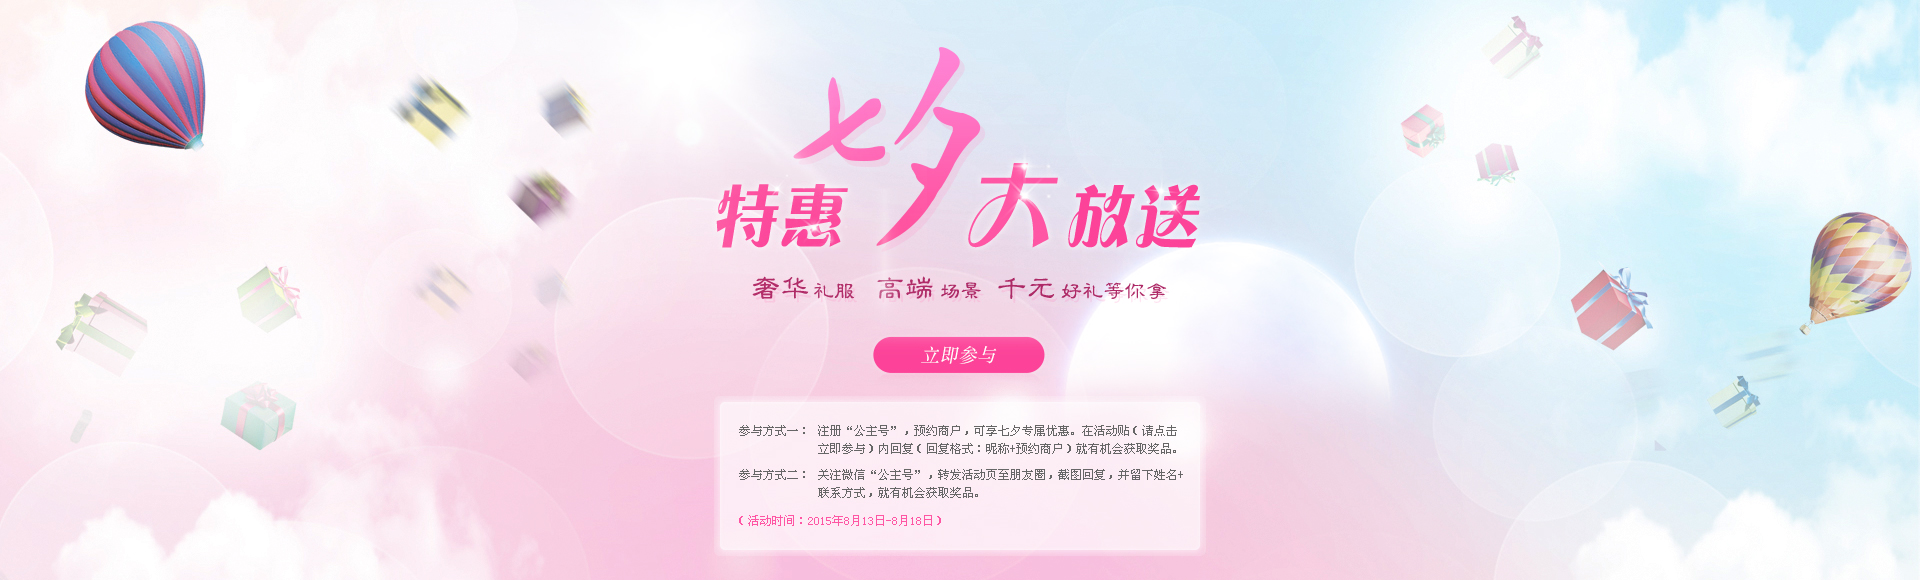 七夕
特惠 大放送
奢华礼服 高端场景 千元好礼等你拿
立即参与
参与方式一：注册“公主号”，预约商户，可享七夕专属优惠。在活动贴（请点击
立即参与）内回复（回复格式：昵称+预约商户）就有机会获取奖品。
参与方式二：关注微信“公主号”，转发活动页至朋友圈，截图回复，并留下姓名+
联系方式，就有机会获取奖品。
（活动时间：2015年8月13日-8月18日）